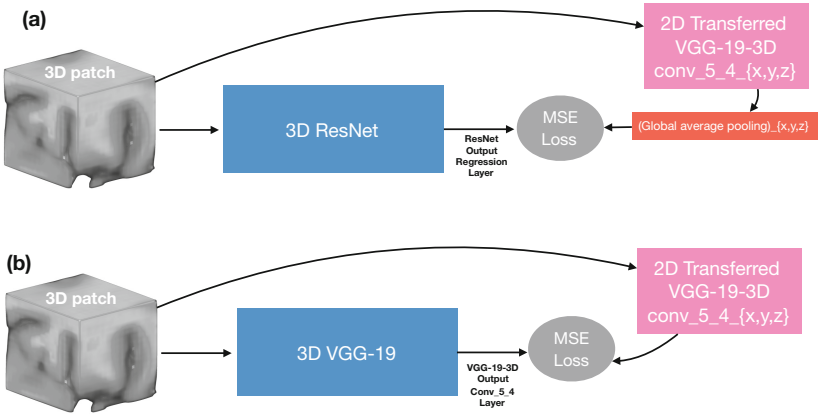 (a)
3D patch
3D ResNet
ResNet
Output
Regression
Layer
MSE
Loss
2D Transferred
VGG-19-3D
conv_5_4_{x,y,z}
(Global average pooling)_{x,y,z}
(b)
3D patch
3D VGG-19
VGG-19-3D
Output
Conv_5_4
Layer
MSE
Loss
2D Transferred
VGG-19-3D
conv_5_4_{x,y,z}